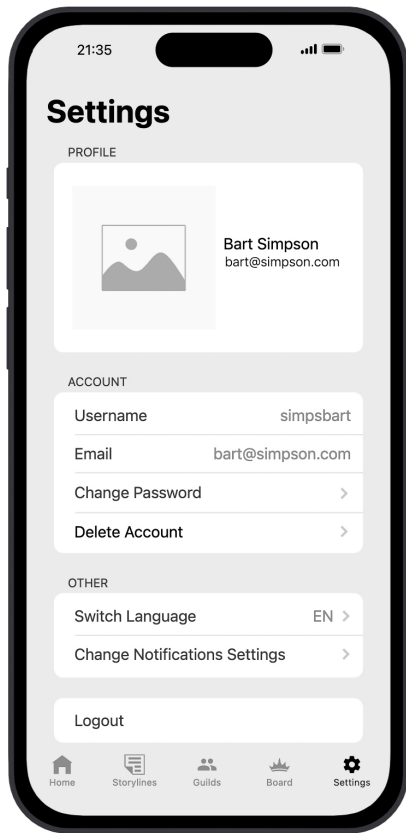 21:35
Settings
PROFILE
Bart Simpson
bart@simpson.com
ACCOUNT
Username simpsbart
Email bart@simpson.com
Change Password
Delete Account
OTHER
Switch Language EN
Change Notifications Settings
Logout
Home Storylines Guilds Board Settings